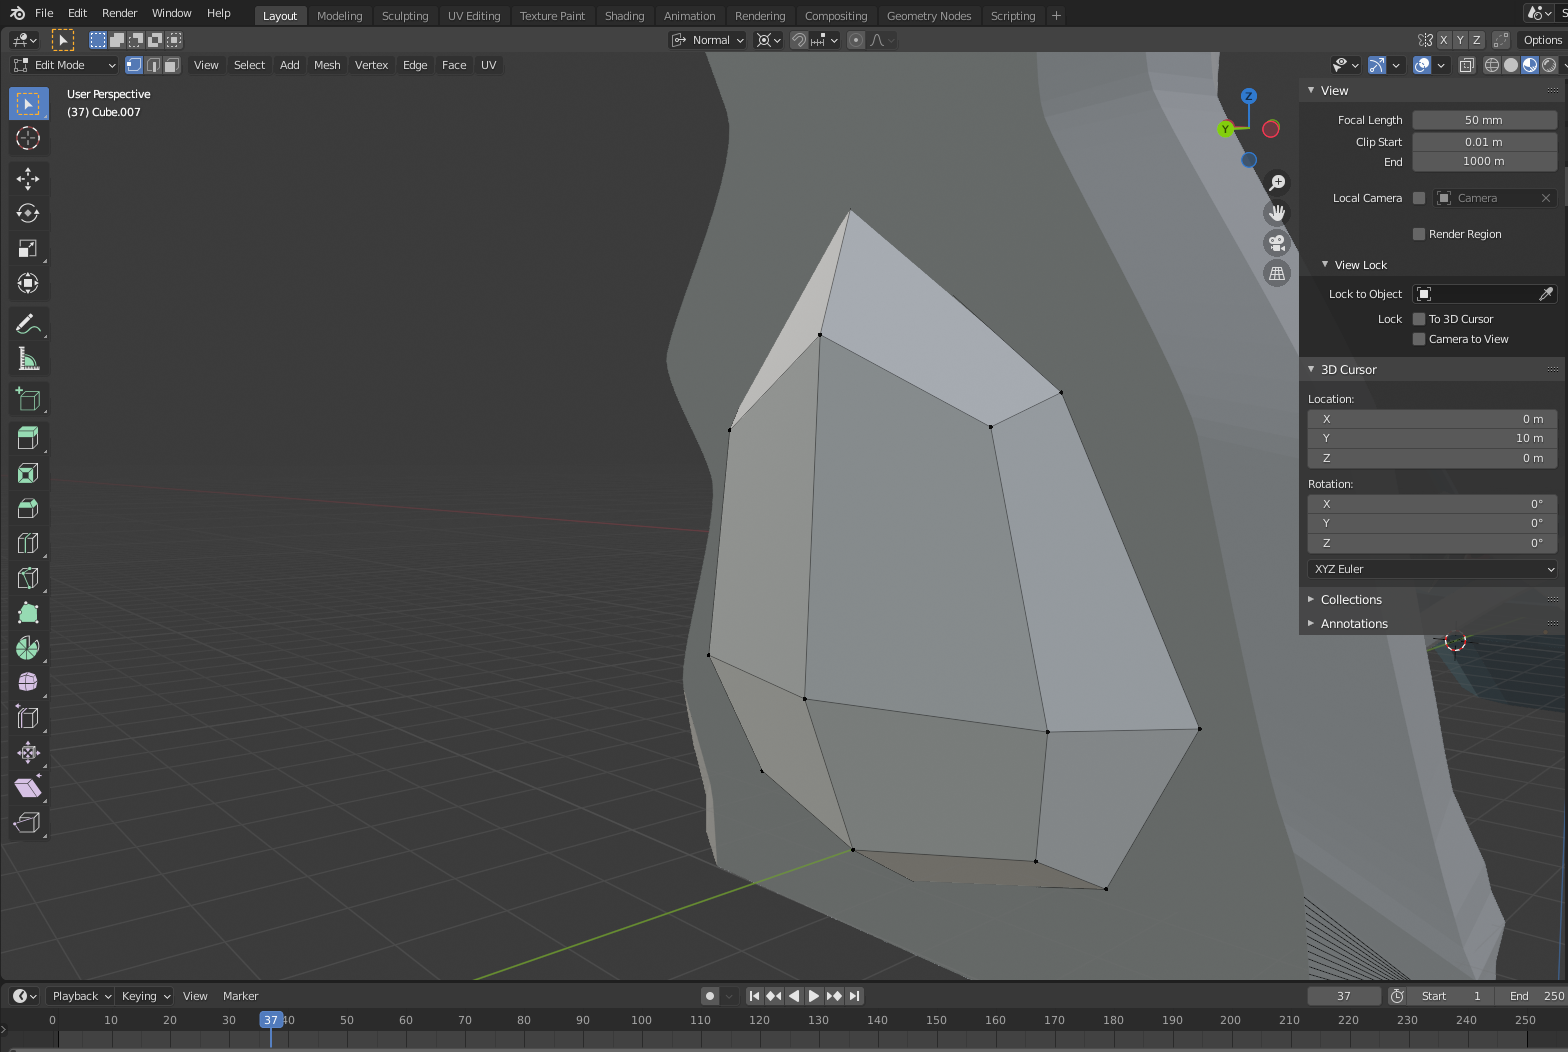 File Edit Render Window Help Layout Modeling Sculpting UV Editing Texture Paint Shading Animation Rendering Compositing Geometry Nodes Scripting +
Normal X Y Z Options
Edit Mode View Select Add Mesh Vertex Edge Face UV
User Perspective
(37) Cube.007
Z
Y
View
Focal Length 50 mm
Clip Start 0.01 m
End 1000 m
Local Camera Camera
Render Region
View Lock
Lock to Object
Lock To 3D Cursor
Camera to View
3D Cursor
Location:
X 0 m
Y 10 m
Z 0 m
Rotation:
X 0°
Y 0°
Z 0°
XYZ Euler
Collections
Annotations
Playback Keying View Marker 37 Start 1 End 250
0 10 20 30 37 40 50 60 70 80 90 100 110 120 130 140 150 160 170 180 190 200 210 220 230 240 250